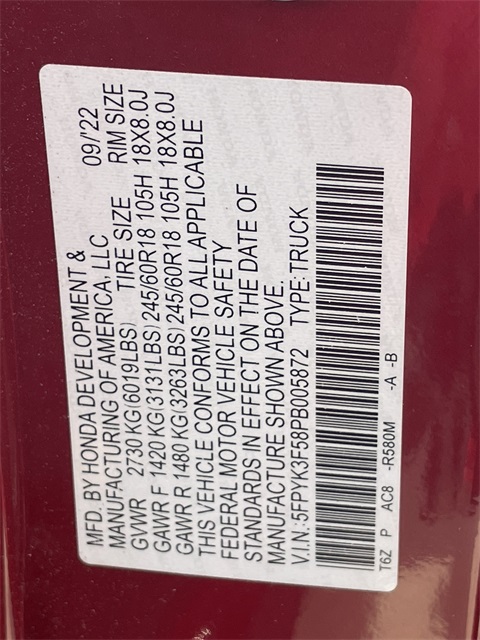 MFD. BY HONDA DEVELOPMENT &
MANUFACTURING OF AMERICA, LLC 09/'22
GVWR 2730 KG(6019LBS) TIRE SIZE RIM SIZE
GAWR F 1420 KG(3131LBS) 245/60R18 105H 18X8.0J
GAWR R 1480 KG(3263LBS) 245/60R18 105H 18X8.0J
THIS VEHICLE CONFORMS TO ALL APPLICABLE
FEDERAL MOTOR VEHICLE SAFETY
STANDARDS IN EFFECT ON THE DATE OF
MANUFACTURE SHOWN ABOVE.
V.I.N: 5FPYK3F58PB005872 TYPE: TRUCK
T6Z P AC8 -R580M -A -B